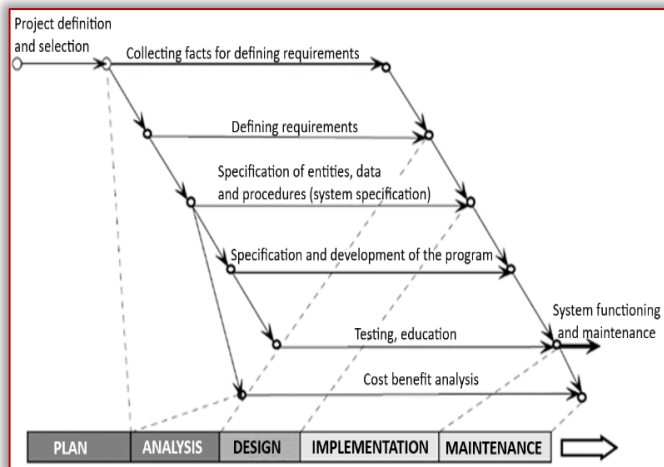 Project definition
and selection
Collecting facts for defining requirements
Defining requirements
Specification of entities, data
and procedures (system specification)
Specification and development of the program
System functioning
and maintenance
Testing, education
Cost benefit analysis
PLAN
ANALYSIS
DESIGN
IMPLEMENTATION
MAINTENANCE